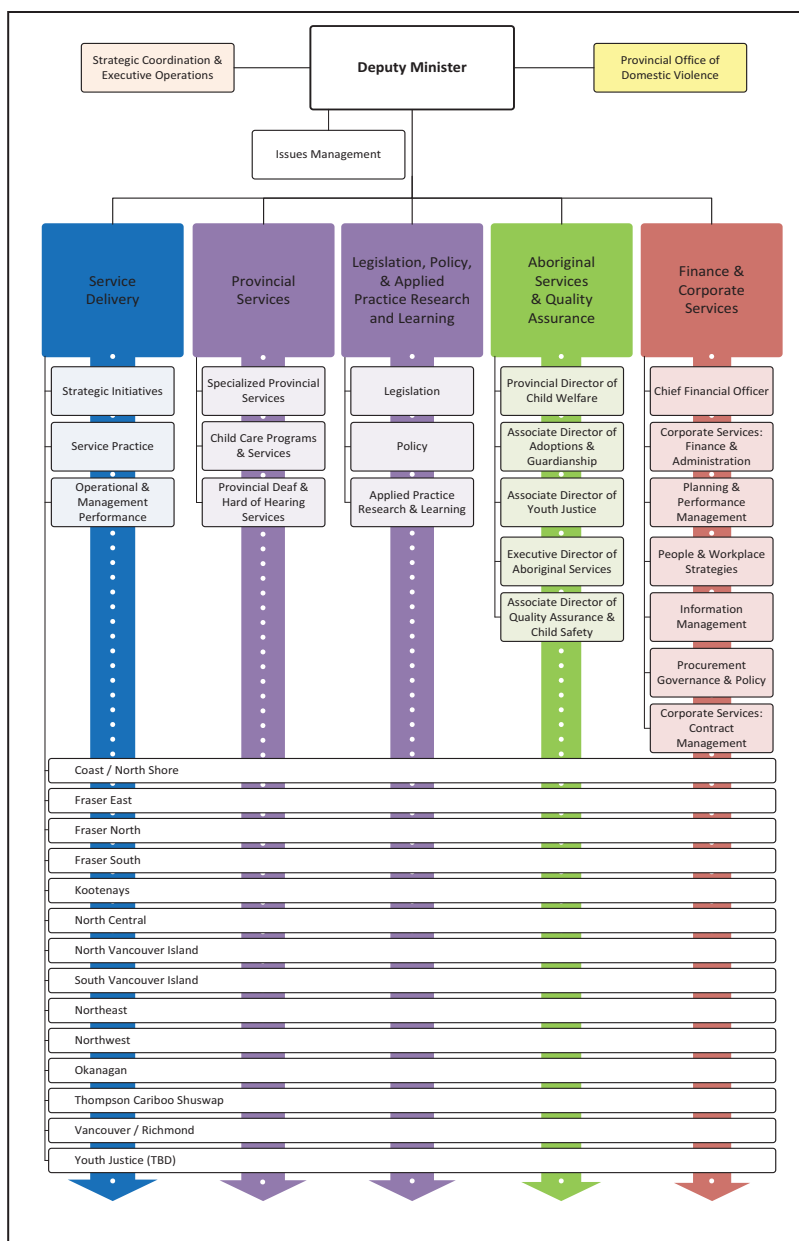 Strategic Coordination &
Executive Operations
Deputy Minister
Provincial Office of
Domestic Violence
Issues Management
Service
Delivery
Provincial
Services
Legislation, Policy,
& Applied
Practice Research
and Learning
Aboriginal
Services
& Quality
Assurance
Finance &
Corporate
Services
Strategic Initiatives
Service Practice
Operational &
Management
Performance
Specialized Provincial
Services
Child Care Programs
& Services
Provincial Deaf &
Hard of Hearing
Services
Legislation
Policy
Applied Practice
Research & Learning
Provincial Director of
Child Welfare
Associate Director of
Adoptions &
Guardianship
Associate Director of
Youth Justice
Executive Director of
Aboriginal Services
Associate Director of
Quality Assurance &
Child Safety
Chief Financial Officer
Corporate Services:
Finance &
Administration
Planning &
Performance
Management
People & Workplace
Strategies
Information
Management
Procurement
Governance & Policy
Corporate Services:
Contract
Management
Coast / North Shore
Fraser East
Fraser North
Fraser South
Kootenays
North Central
North Vancouver Island
South Vancouver Island
Northeast
Northwest
Okanagan
Thompson Cariboo Shuswap
Vancouver / Richmond
Youth Justice (TBD)